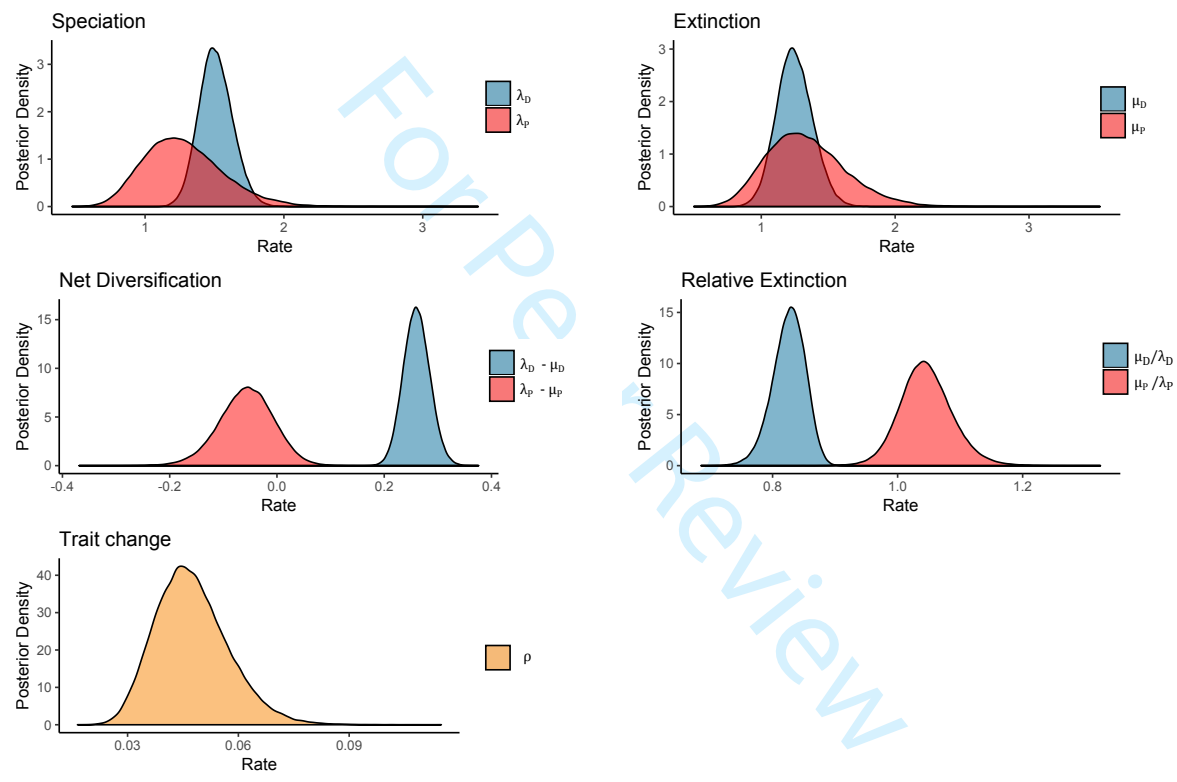 Speciation
Posterior Density
3
2
1
0
1 2 3
Rate
λD
λP
Extinction
Posterior Density
3
2
1
0
1 2 3
Rate
μD
μP
Net Diversification
Posterior Density
15
10
5
0
-0.4 -0.2 0.0 0.2 0.4
Rate
λD - μD
λP - μP
Relative Extinction
Posterior Density
15
10
5
0
0.8 1.0 1.2
Rate
μD/λD
μP/λP
Trait change
Posterior Density
40
30
20
10
0
0.03 0.06 0.09
Rate
ρ
For Pe
Review